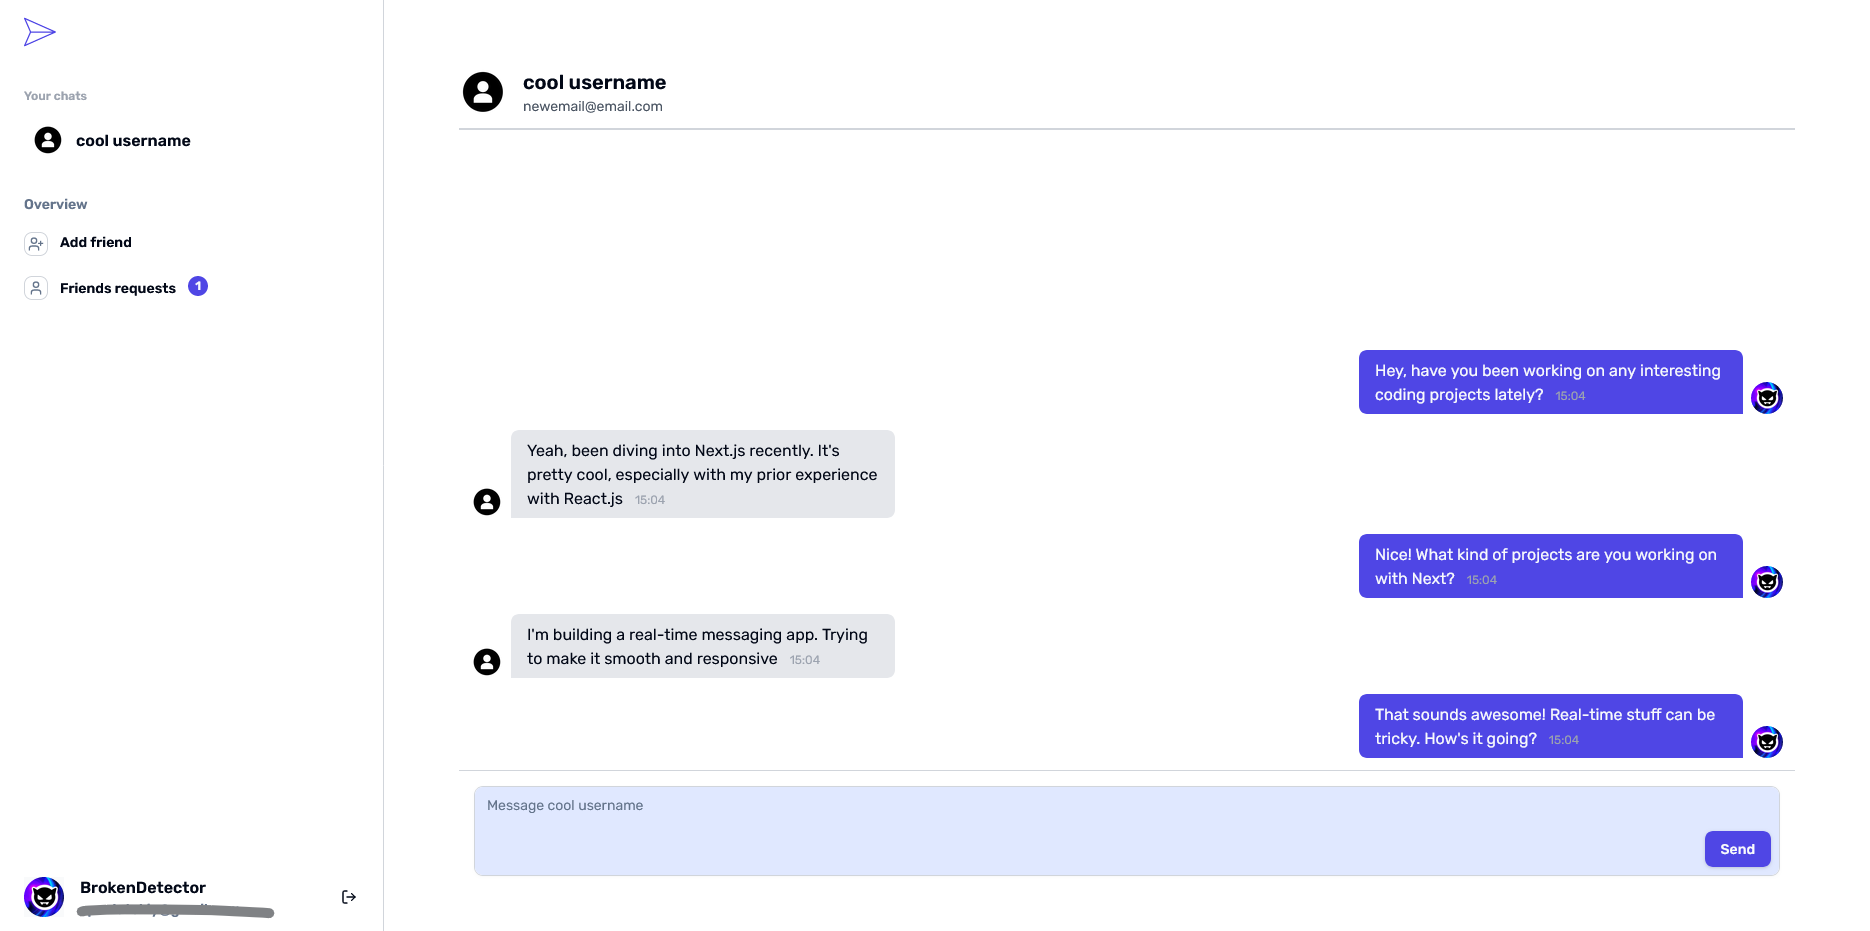 Your chats
cool username
Overview
Add friend
Friends requests 1
BrokenDetector
cool username
newemail@email.com
Hey, have you been working on any interesting
coding projects lately? 15:04
Yeah, been diving into Next.js recently. It's
pretty cool, especially with my prior experience
with React.js 15:04
Nice! What kind of projects are you working on
with Next? 15:04
I'm building a real-time messaging app. Trying
to make it smooth and responsive 15:04
That sounds awesome! Real-time stuff can be
tricky. How's it going? 15:04
Message cool username
Send